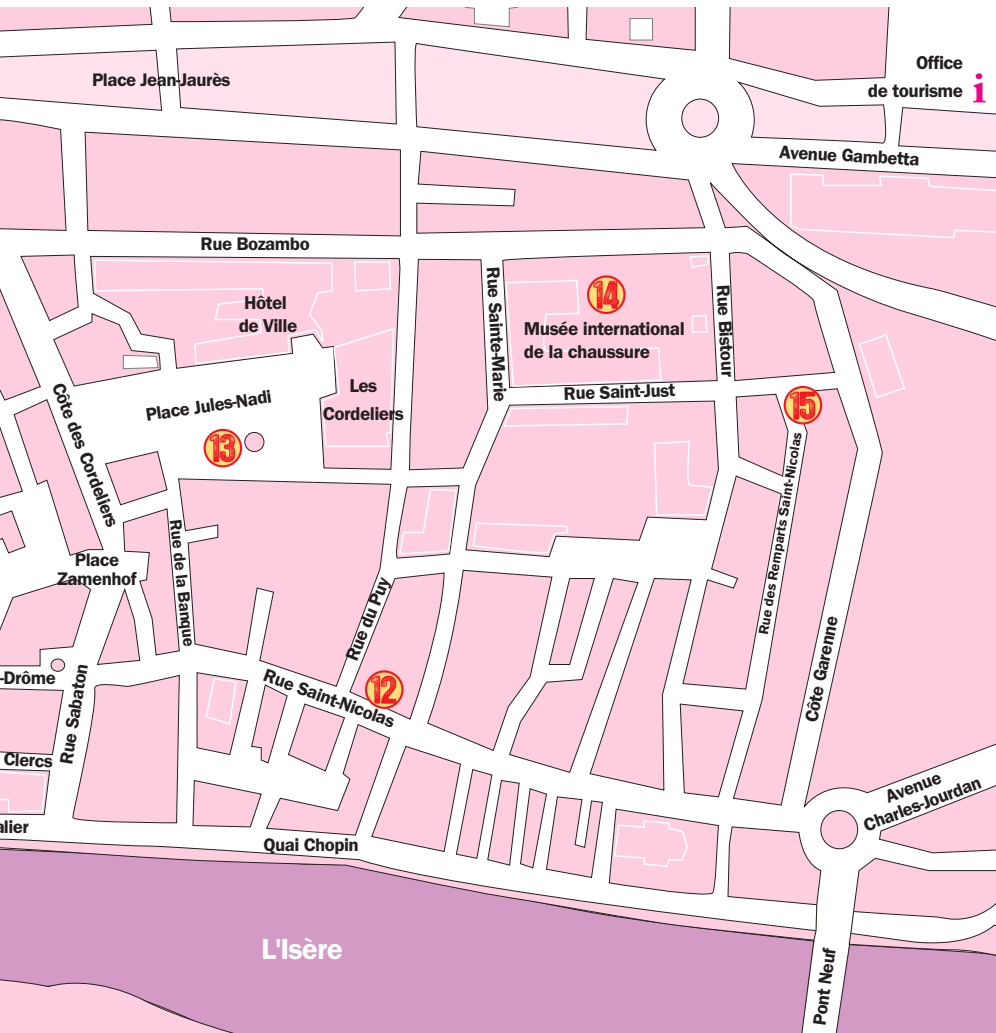 Office
de tourisme i
Place Jean-Jaurès
Avenue Gambetta
Rue Bozambo
Hôtel
de Ville
Rue Sainte-Marie
14
Musée international
de la chaussure
Rue Bistour
Les
Cordeliers
Rue Saint-Just
Place Jules-Nadi
13
15
Côte des Cordeliers
Rue des Remparts Saint-Nicolas
Rue de la Banque
Place
Zamenhof
Rue du Puy
12
Rue Saint-Nicolas
Côte Garenne
-Drôme
Rue Sabaton
Clercs
alier
Avenue
Charles-Jourdan
Quai Chopin
L'Isère
Pont Neuf